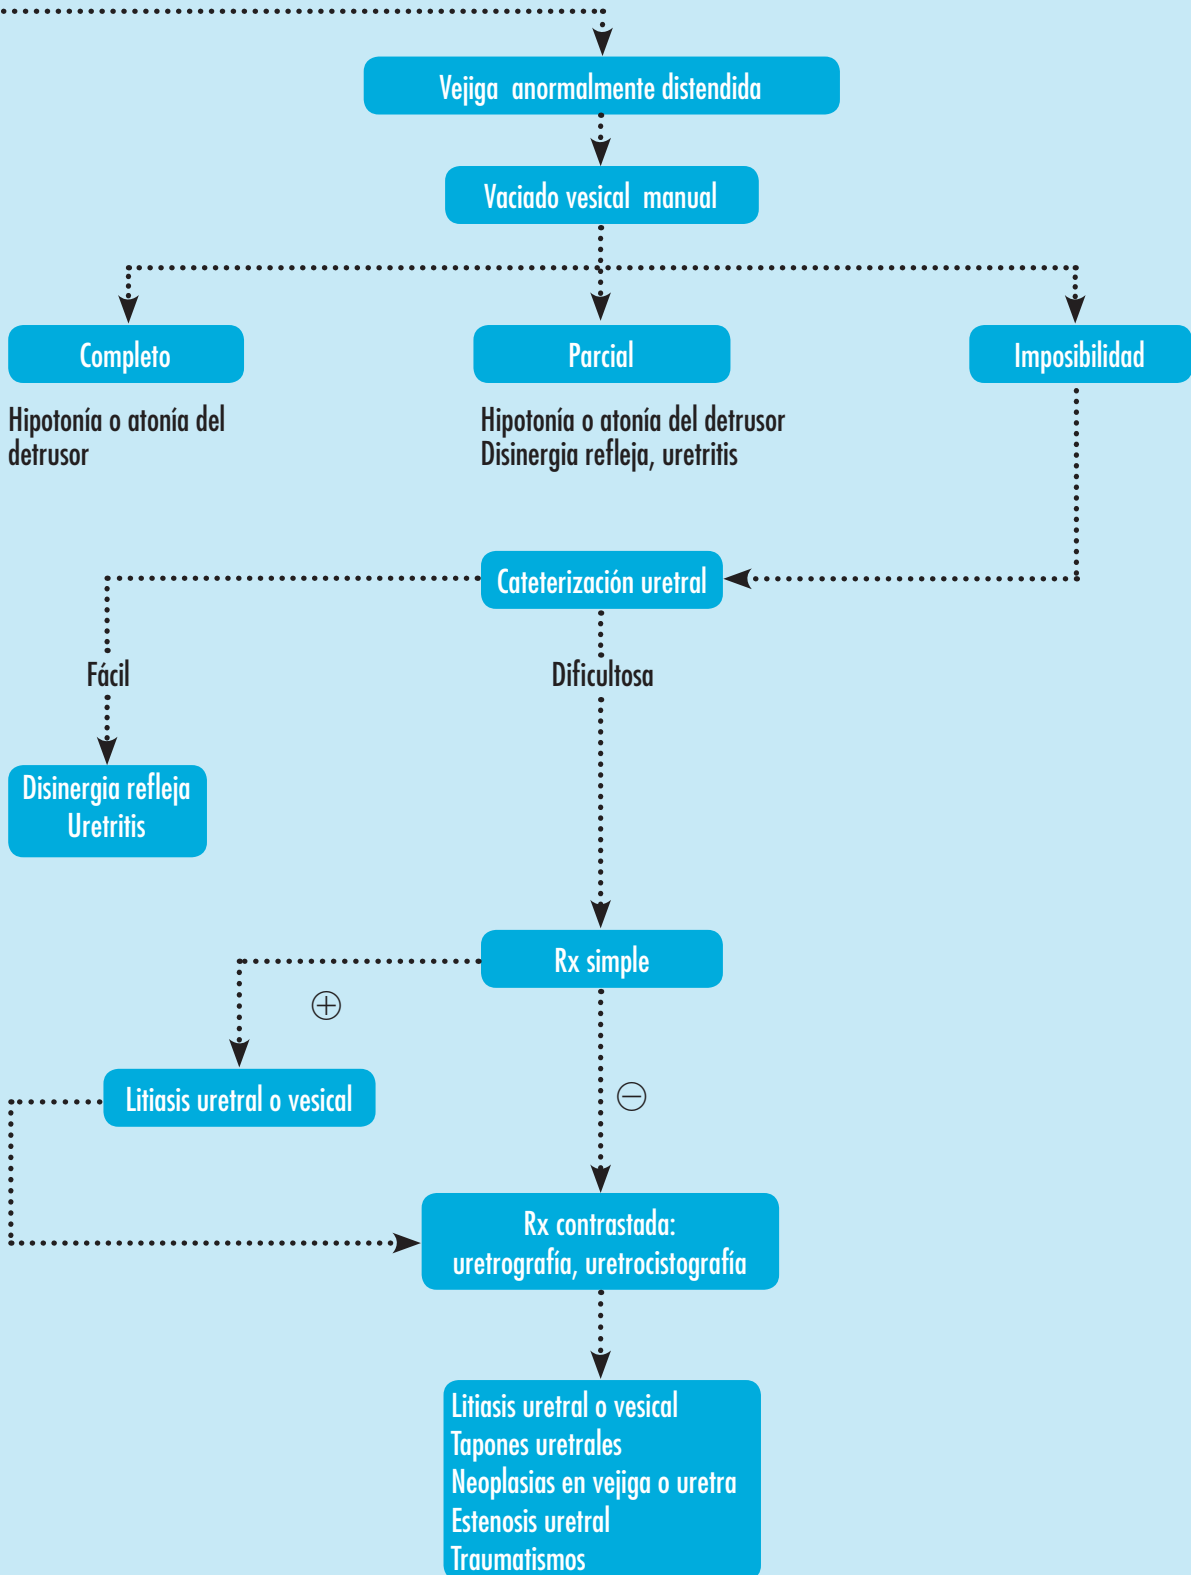 Vejiga anormalmente distendida
Vaciado vesical manual
Completo
Parcial
Imposibilidad
Hipotonía o atonía del
detrusor
Hipotonía o atonía del detrusor
Disinergia refleja, uretritis
Cateterización uretral
Fácil
Dificultosa
Disinergia refleja
Uretritis
Rx simple
+
Litiasis uretral o vesical
−
Rx contrastada:
uretrografía, uretrocistografía
Litiasis uretral o vesical
Tapones uretrales
Neoplasias en vejiga o uretra
Estenosis uretral
Traumatismos